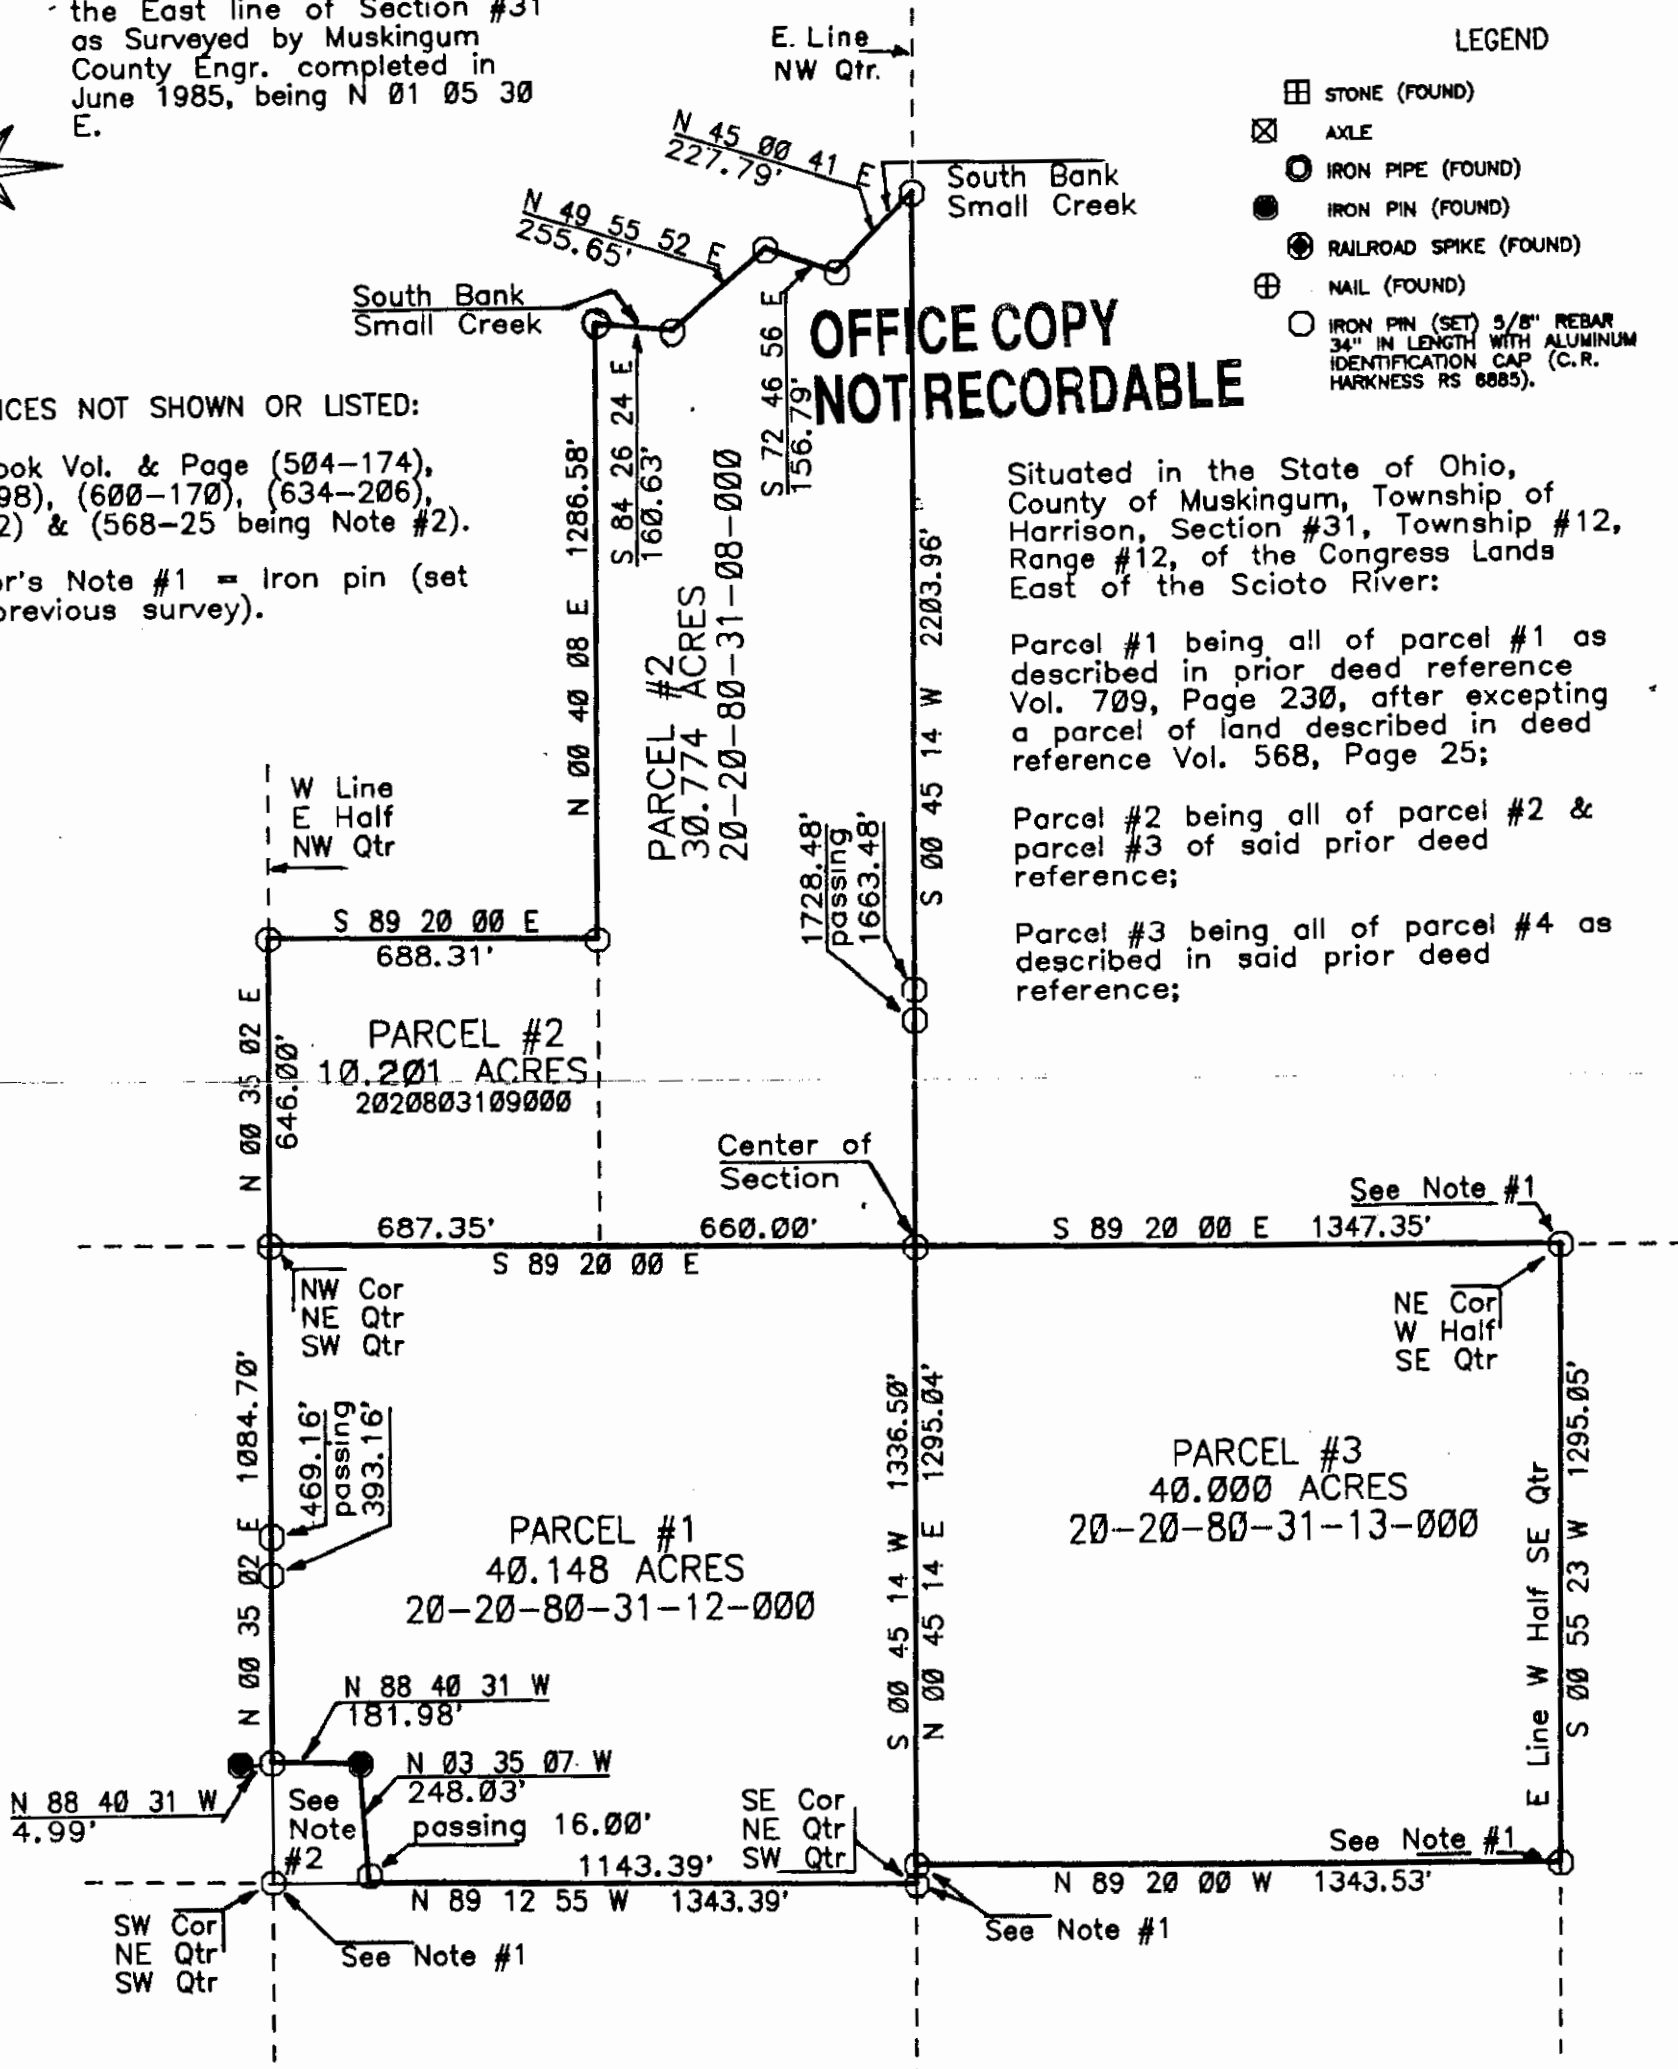 the East line of Section #31
as Surveyed by Muskingum
County Engr. completed in
June 1985, being N 01 05 30
E.
E. Line
NW Qtr.
LEGEND
STONE (FOUND)
AXLE
IRON PIPE (FOUND)
IRON PIN (FOUND)
RAILROAD SPIKE (FOUND)
NAIL (FOUND)
IRON PIN (SET) 5/8" REBAR
34" IN LENGTH WITH ALUMINUM
IDENTIFICATION CAP (C.R.
HARKNESS RS 6885).
N 45 00 41 E
227.79'
South Bank
Small Creek
N 49 55 52 E
255.65'
South Bank
Small Creek
S 72 46 56 E
156.79'
OFFICE COPY
NOT RECORDABLE
S 84 26 24 E
160.63'
NCES NOT SHOWN OR LISTED:
ook Vol. & Page (504-174),
98), (600-170), (634-206),
2) & (568-25 being Note #2).
or's Note #1 = Iron pin (set
previous survey).
N 00 40 08 E 1286.58'
PARCEL #2
30.774 ACRES
20-20-80-31-08-000
S 00 45 14 W 2203.96'
Situated in the State of Ohio,
County of Muskingum, Township of
Harrison, Section #31, Township #12,
Range #12, of the Congress Lands
East of the Scioto River:
Parcel #1 being all of parcel #1 as
described in prior deed reference
Vol. 709, Page 230, after excepting
a parcel of land described in deed
reference Vol. 568, Page 25;
Parcel #2 being all of parcel #2 &
parcel #3 of said prior deed
reference;
Parcel #3 being all of parcel #4 as
described in said prior deed
reference;
W Line
E Half
NW Qtr
1728.48'
passing
1663.48'
S 89 20 00 E
688.31'
N 00 35 02 E
646.00'
PARCEL #2
10.201 ACRES
2020803109000
Center of
Section
See Note #1
687.35'
660.00'
S 89 20 00 E
S 89 20 00 E 1347.35'
NW Cor
NE Qtr
SW Qtr
NE Cor
W Half
SE Qtr
N 00 35 02 E 1084.70'
469.16'
passing
393.16'
PARCEL #1
40.148 ACRES
20-20-80-31-12-000
S 00 45 14 W 1336.50'
N 00 45 14 E 1295.04'
PARCEL #3
40.000 ACRES
20-20-80-31-13-000
E Line W Half SE Qtr
S 00 55 23 W 1295.05'
N 88 40 31 W
181.98'
N 03 35 07 W
248.03'
passing 16.00'
N 88 40 31 W
4.99'
See
Note
#2
SE Cor
NE Qtr
SW Qtr
See Note #1
1143.39'
N 89 12 55 W 1343.39'
N 89 20 00 W 1343.53'
See Note #1
SW Cor
NE Qtr
SW Qtr
See Note #1